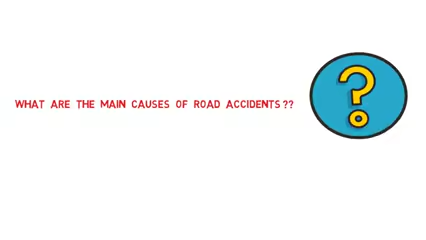 WHAT ARE THE MAIN CAUSES OF ROAD ACCIDENTS??